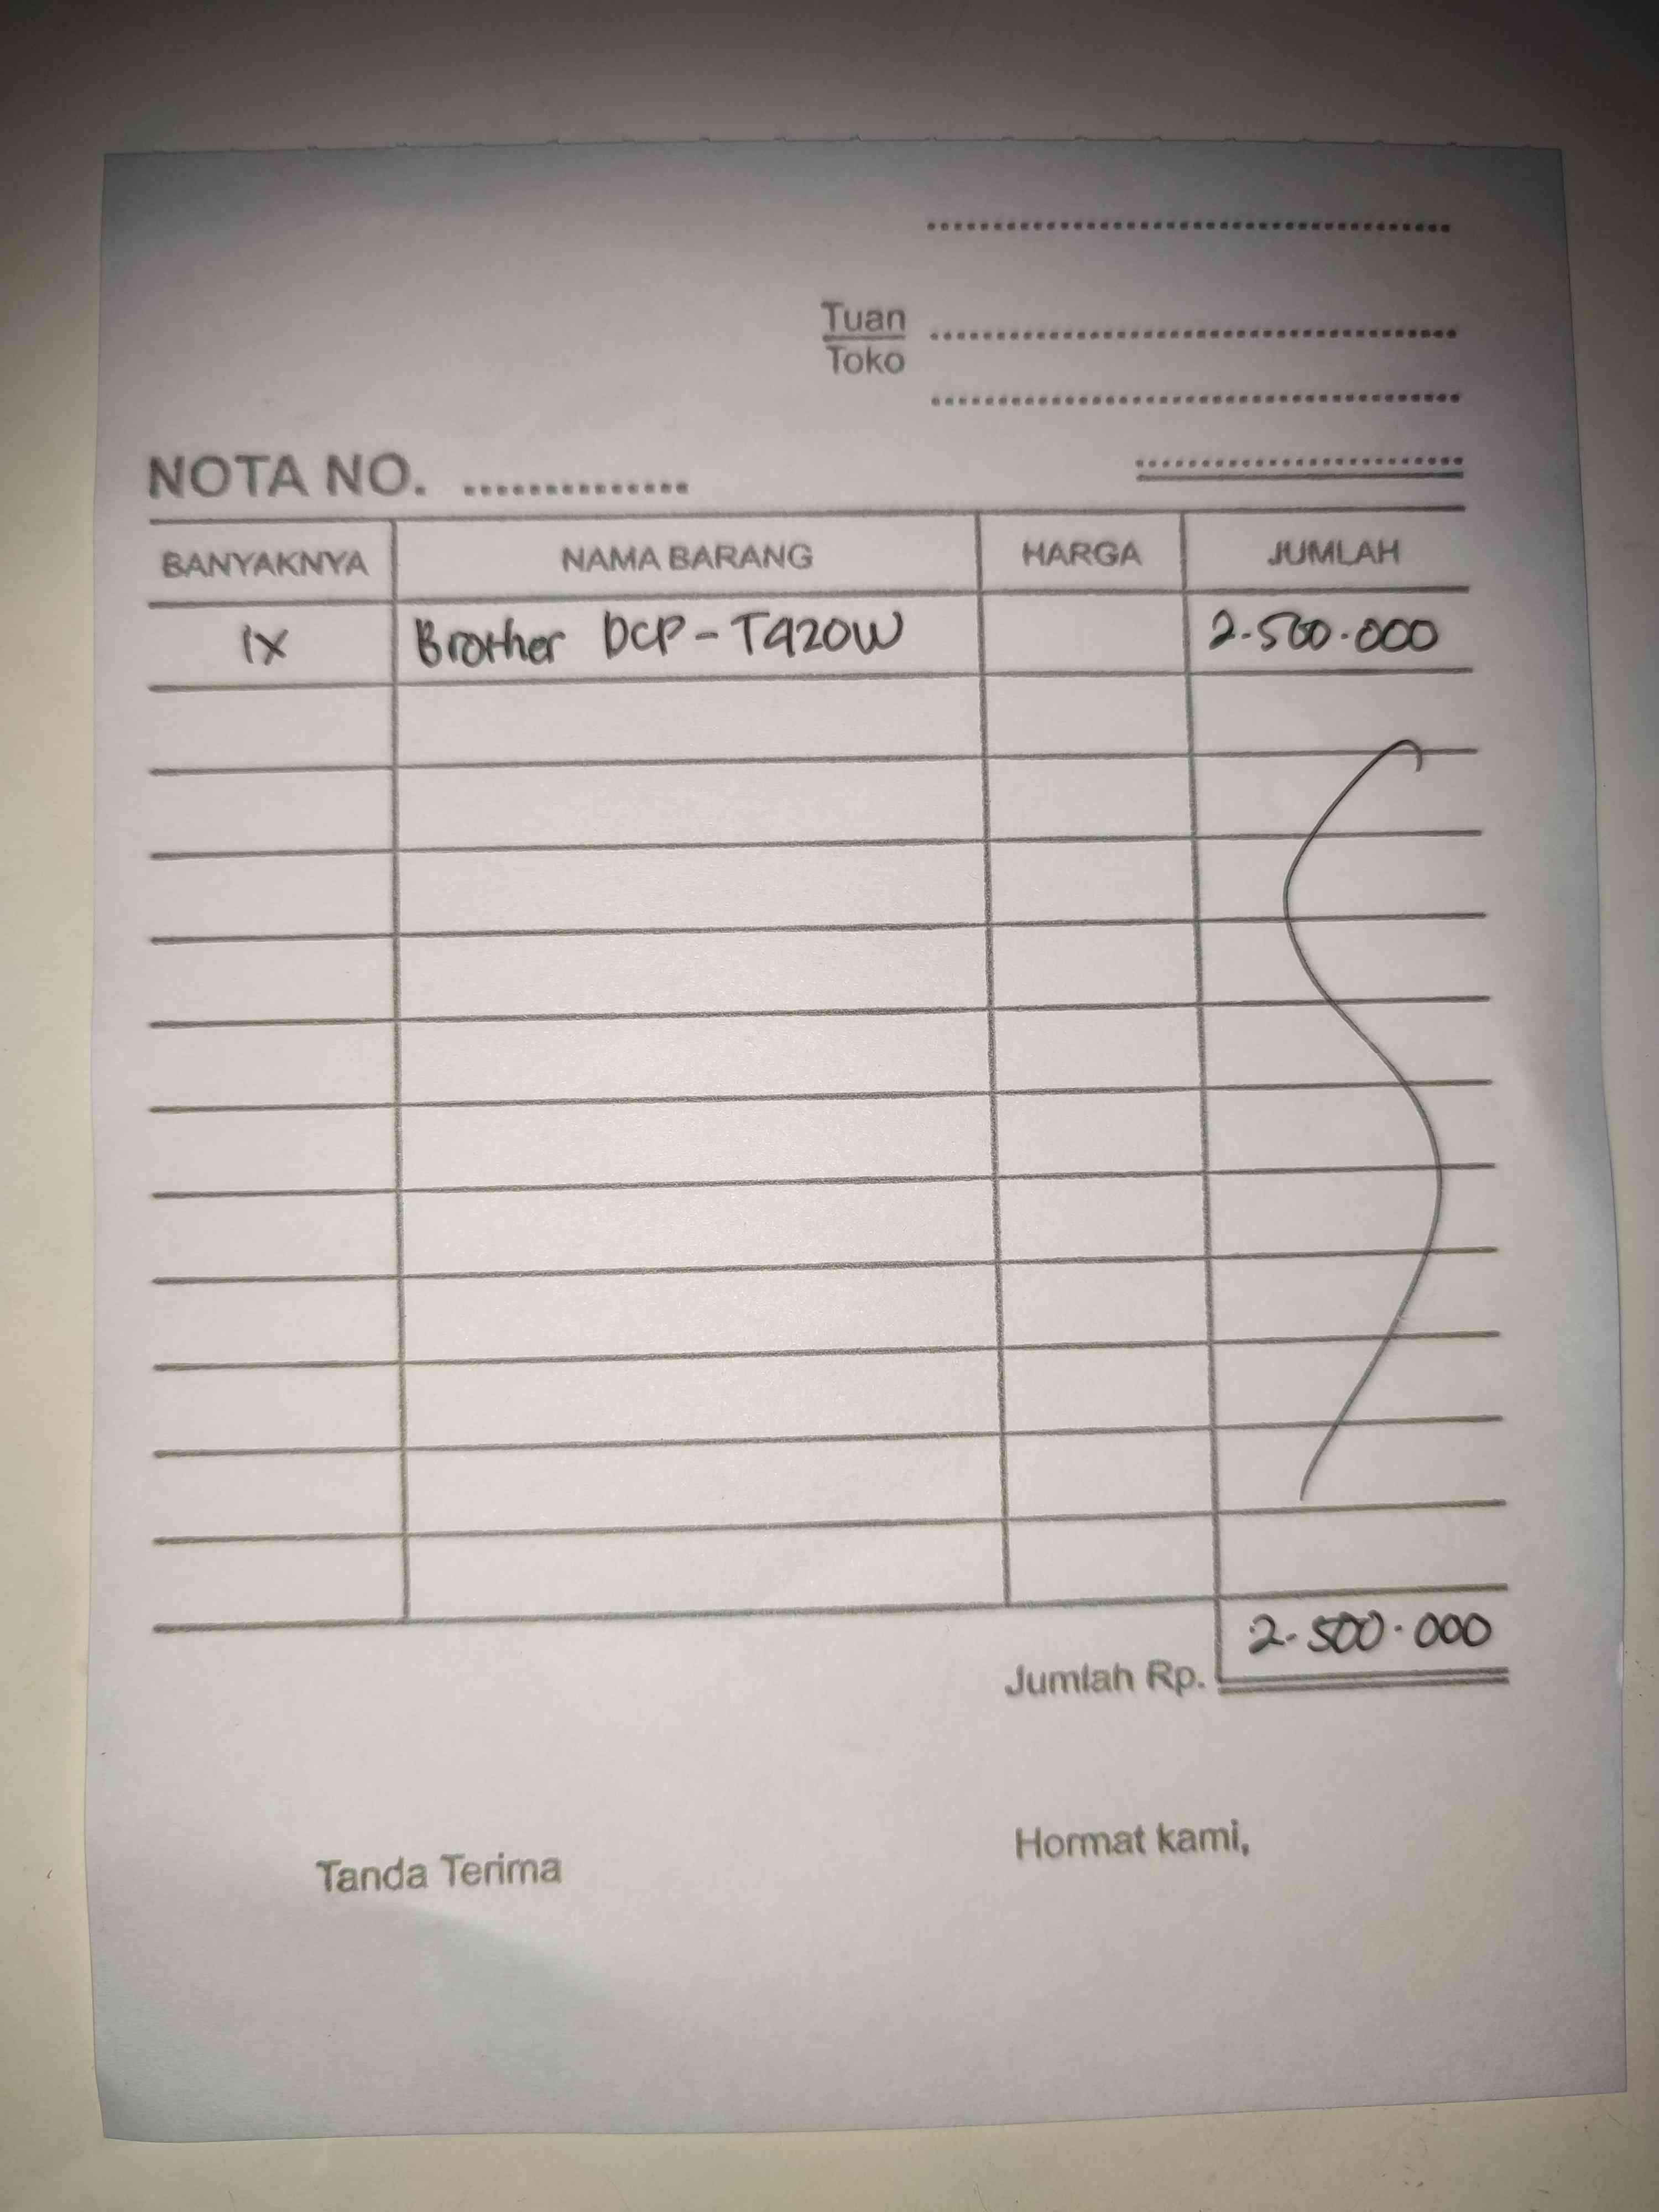 Tuan
Toko
NOTA NO. ...............
BANYAKNYA NAMA BARANG HARGA JUMLAH
1X Brother DCP - T420W 2.500.000
Jumlah Rp. 2.500.000
Tanda Terima Hormat kami,